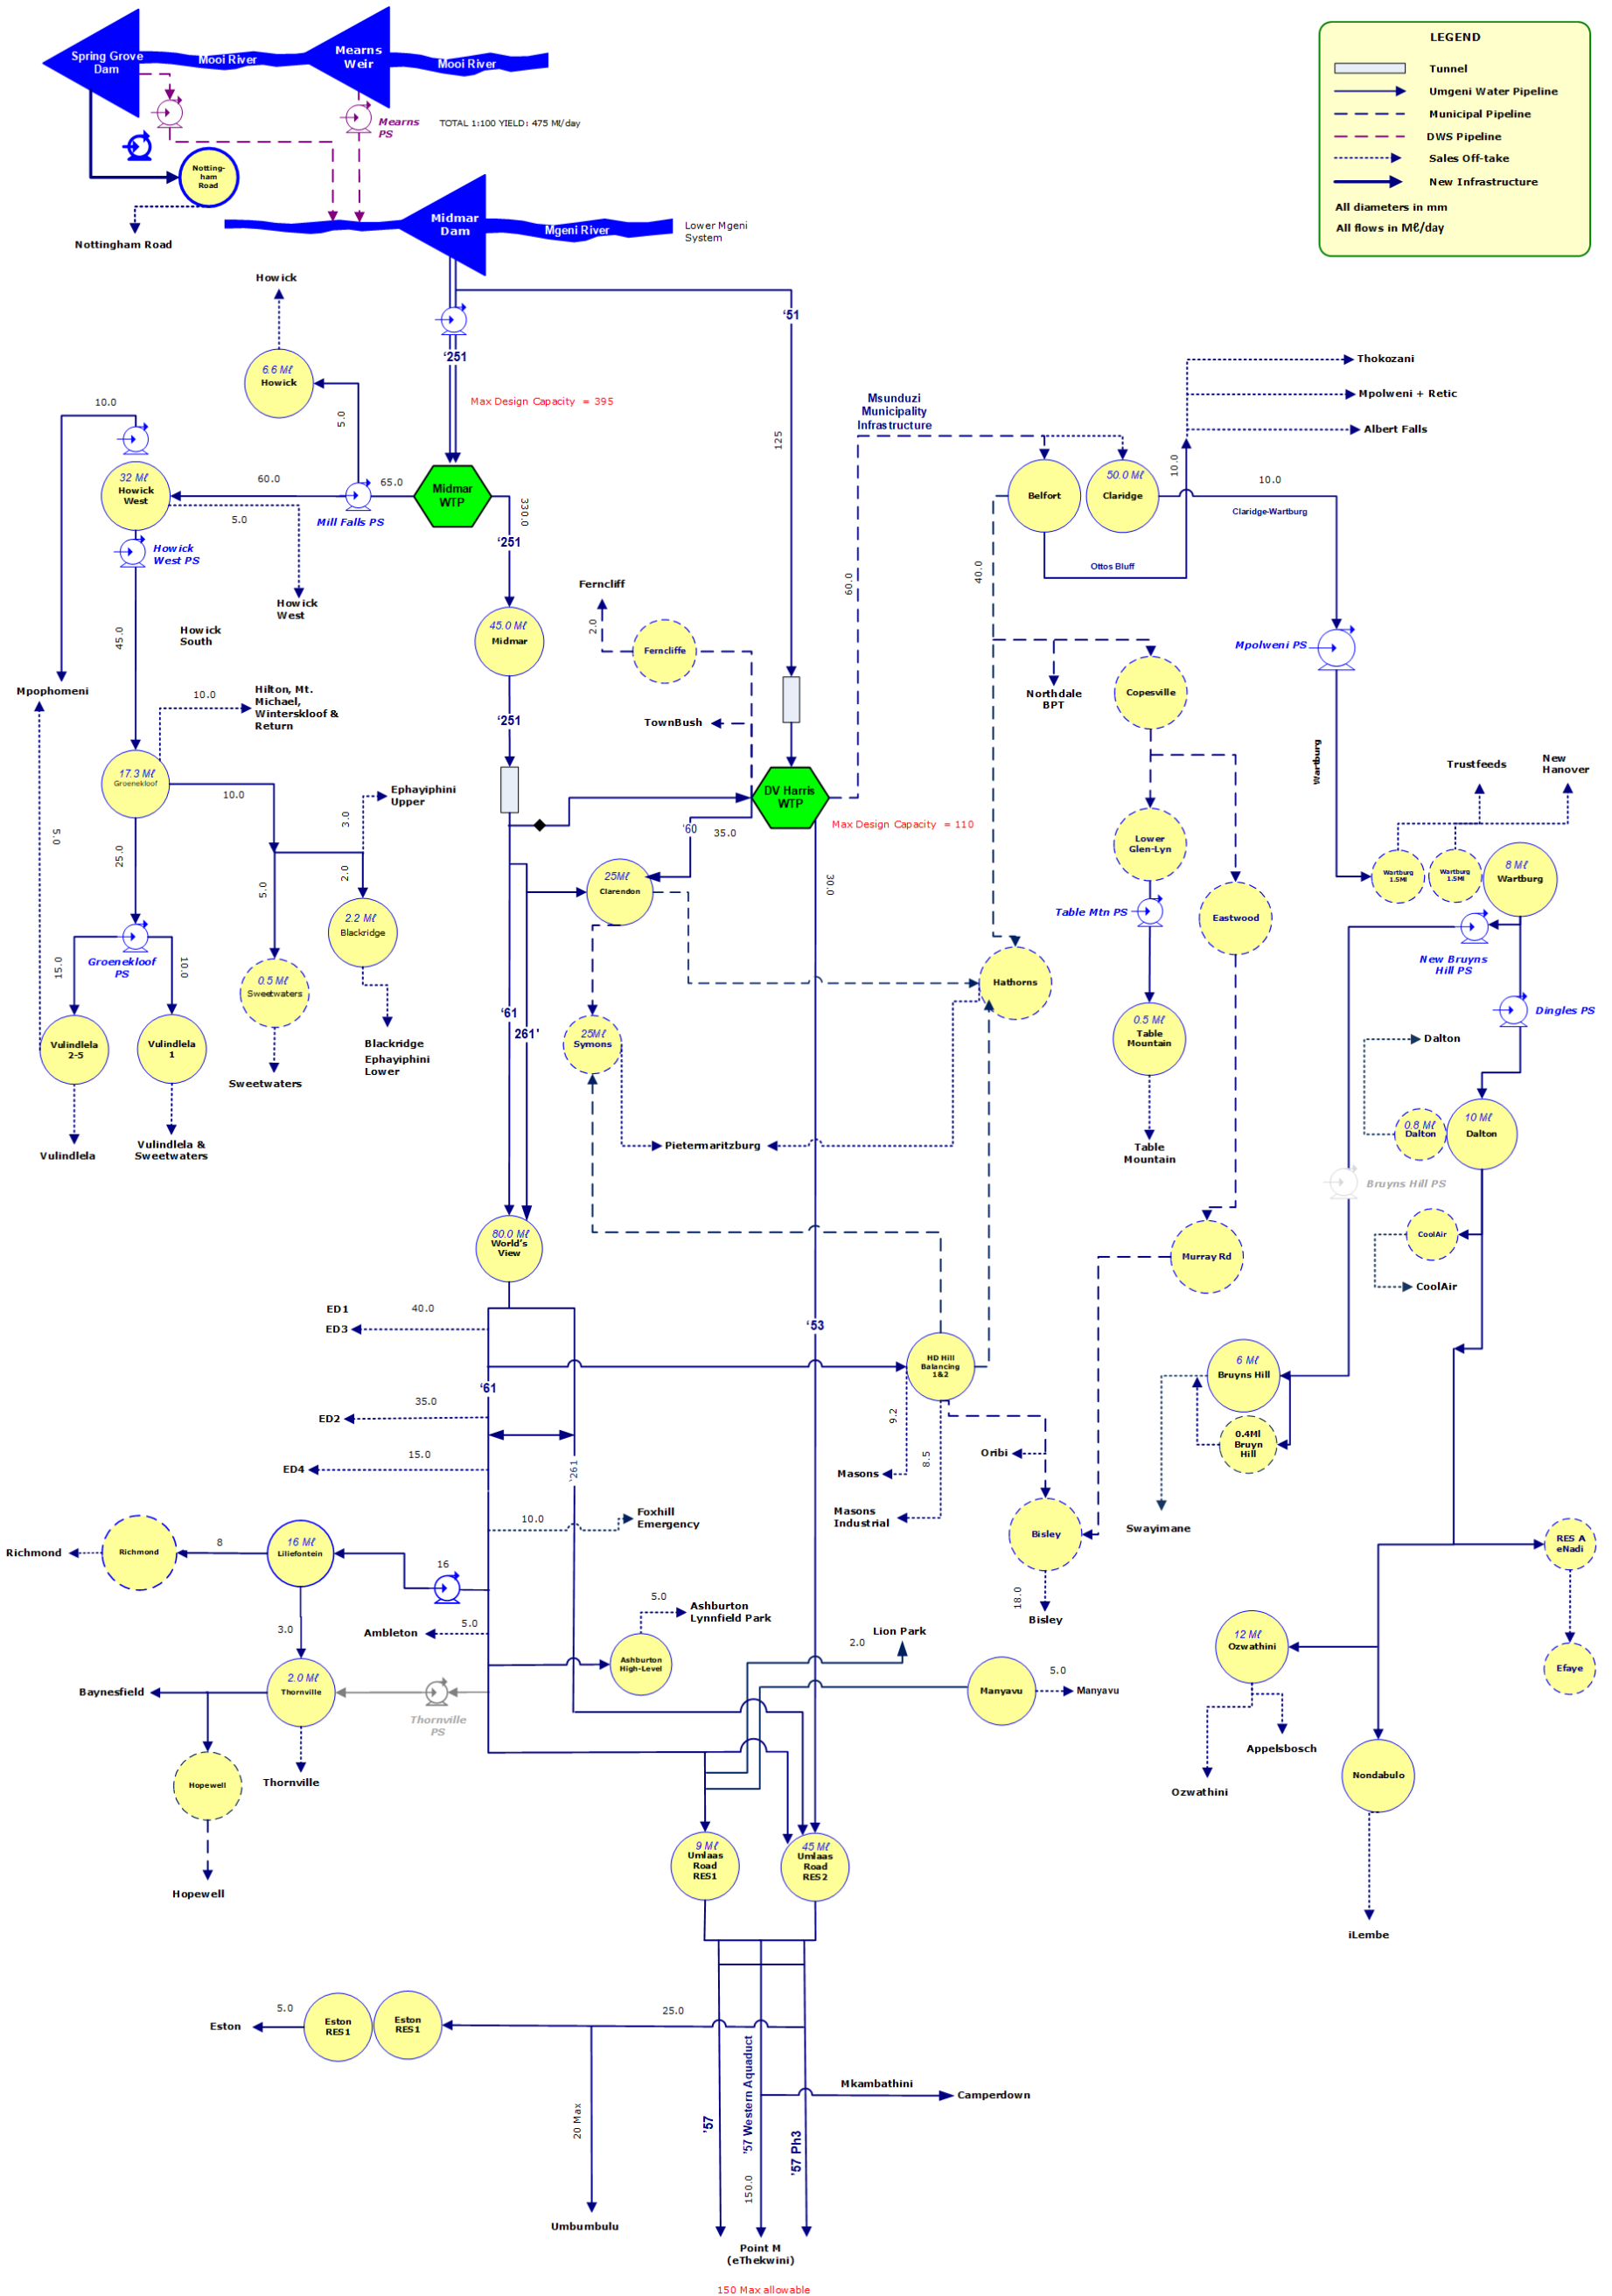 Spring Grove
Dam
Mooi River
Mearns
Weir
Mooi River
Mearns
PS
TOTAL 1:100 YIELD: 475 Mℓ/day
Notting-
ham
Road
Nottingham Road
Midmar
Dam
Mgeni River
Lower Mgeni
System
LEGEND
Tunnel
Umgeni Water Pipeline
Municipal Pipeline
DWS Pipeline
Sales Off-take
New Infrastructure
All diameters in mm
All flows in Mℓ/day
Howick
6.6 Mℓ
Howick
5.0
‘251
‘51
Max Design Capacity = 395
125
10.0
32 Mℓ
Howick
West
60.0
65.0
5.0
Mill Falls PS
Midmar
WTP
330.0
‘251
Howick
West PS
Howick
West
45.0
Howick
South
45.0 Mℓ
Midmar
‘251
Mpophomeni
10.0
Hilton, Mt.
Michael,
Winterskloof &
Return
17.3 Mℓ
Groenekloof
10.0
5.0
25.0
Ephayiphini
Upper
3.0
2.0
5.0
2.2 Mℓ
Blackridge
Groenekloof
PS
15.0
10.0
0.5 Mℓ
Sweetwaters
Vulindlela
2-5
Vulindlela
1
Blackridge
Ephayiphini
Lower
Sweetwaters
Vulindlela
Vulindlela &
Sweetwaters
Ferncliff
2.0
Ferncliffe
TownBush
DV Harris
WTP
Max Design Capacity = 110
‘60
35.0
30.0
25Mℓ
Clarendon
‘61
261'
25Mℓ
Symons
Pietermaritzburg
Msunduzi
Municipality
Infrastructure
60.0
40.0
Belfort
50.0 Mℓ
Claridge
Ottos Bluff
10.0
Thokozani
Mpolweni + Retic
Albert Falls
10.0
Claridge-Wartburg
Mpolweni PS
Wartburg
Northdale
BPT
Copesville
Lower
Glen-Lyn
Table Mtn PS
Eastwood
Hathorns
0.5 Mℓ
Table
Mountain
Table
Mountain
Trustfeeds
New
Hanover
Wartburg
1.5Ml
Wartburg
1.5Ml
8 Mℓ
Wartburg
New Bruyns
Hill PS
Dingles PS
Dalton
0.8 Mℓ
Dalton
10 Mℓ
Dalton
Bruyns Hill PS
CoolAir
CoolAir
Murray Rd
80.0 Mℓ
World's
View
ED1
40.0
ED3
‘61
‘53
35.0
ED2
15.0
ED4
‘261
HD Hill
Balancing
1&2
9.2
8.5
Masons
Masons
Industrial
Oribi
Bisley
18.0
Bisley
6 Mℓ
Bruyns Hill
0.4Ml
Bruyn
Hill
Swayimane
10.0
Foxhill
Emergency
Richmond
Richmond
8
16 Mℓ
Liliefontein
16
3.0
Ambleton
5.0
5.0
Ashburton
Lynnfield Park
Ashburton
High-Level
2.0
Lion Park
Manyavu
5.0
Manyavu
Baynesfield
2.0 Mℓ
Thornville
Thornville
PS
Hopewell
Thornville
Hopewell
RES A
eNadi
Efaye
12 Mℓ
Ozwathini
Appelsbosch
Ozwathini
Nondabulo
iLembe
9 Mℓ
Umlaas
Road
RES1
45 Mℓ
Umlaas
Road
RES2
Eston
5.0
Eston
RES1
Eston
RES1
25.0
20 Max
Umbumbulu
'57
'57 Western Aquaduct
150.0
'57 Ph3
Mkambathini
Camperdown
Point M
(eThekwini)
150 Max allowable